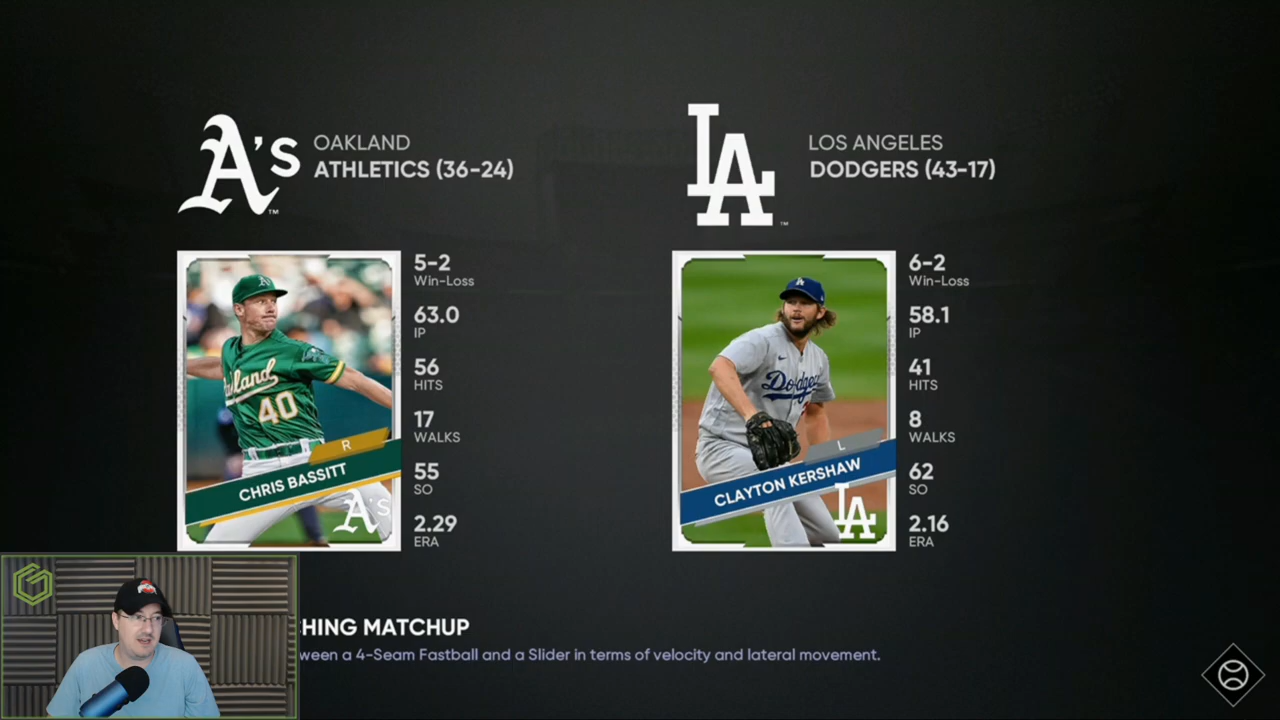 A's
OAKLAND
ATHLETICS (36-24)
TM
5-2
Win-Loss
63.0
IP
56
HITS
17
WALKS
55
SO
2.29
ERA
40
R
CHRIS BASSITT
A's
LA
LOS ANGELES
DODGERS (43-17)
TM
6-2
Win-Loss
58.1
IP
41
HITS
8
WALKS
62
SO
2.16
ERA
Dodgers
L
CLAYTON KERSHAW
LA
HING MATCHUP
ween a 4-Seam Fastball and a Slider in terms of velocity and lateral movement.